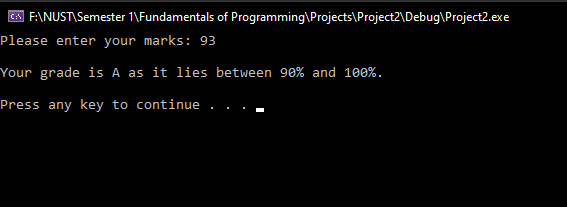 F:\NUST\Semester 1\Fundamentals of Programming\Projects\Project2\Debug\Project2.exe
Please enter your marks: 93
Your grade is A as it lies between 90% and 100%.
Press any key to continue . . .